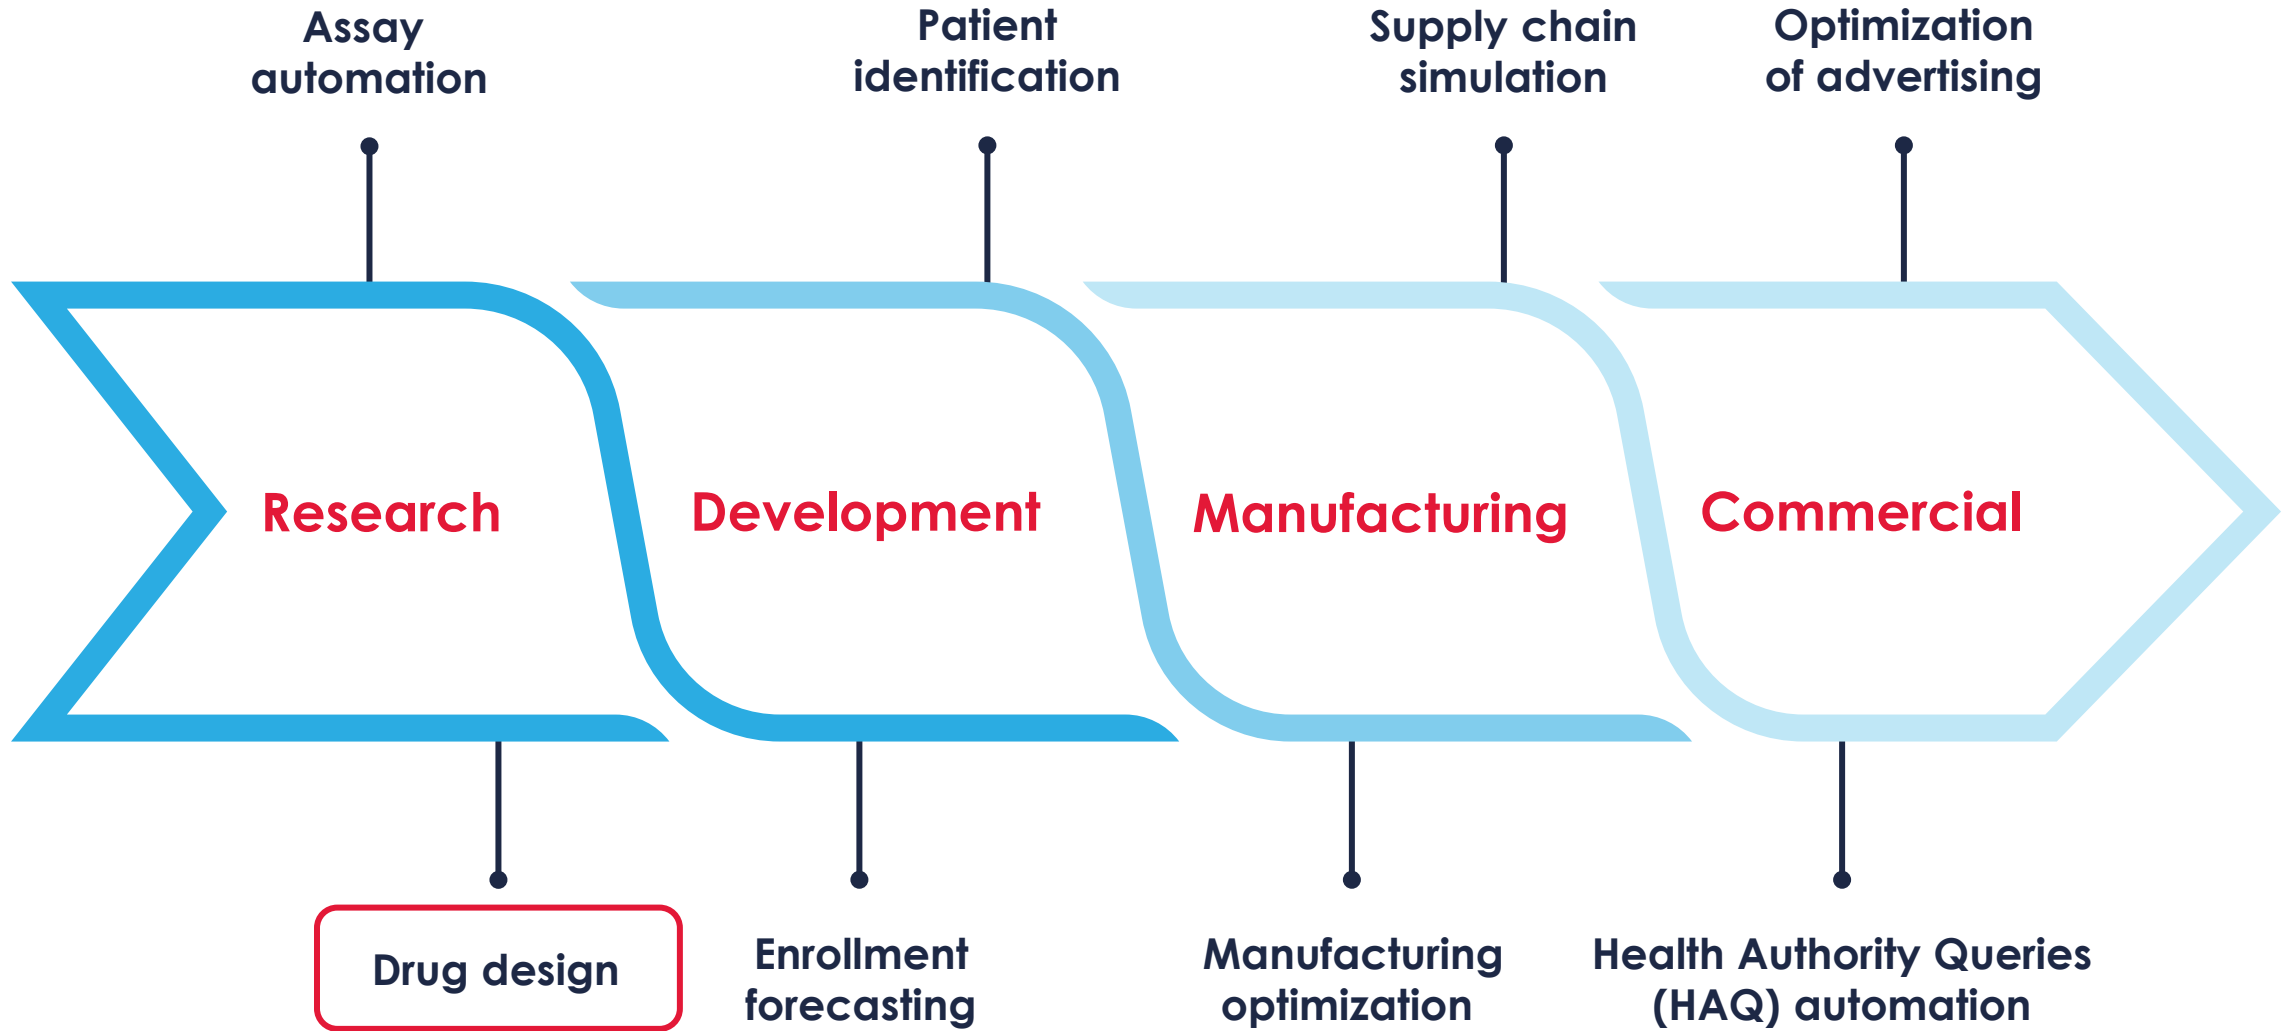 Assay
automation
Patient
identification
Supply chain
simulation
Optimization
of advertising
Research
Development
Manufacturing
Commercial
Drug design
Enrollment
forecasting
Manufacturing
optimization
Health Authority Queries
(HAQ) automation